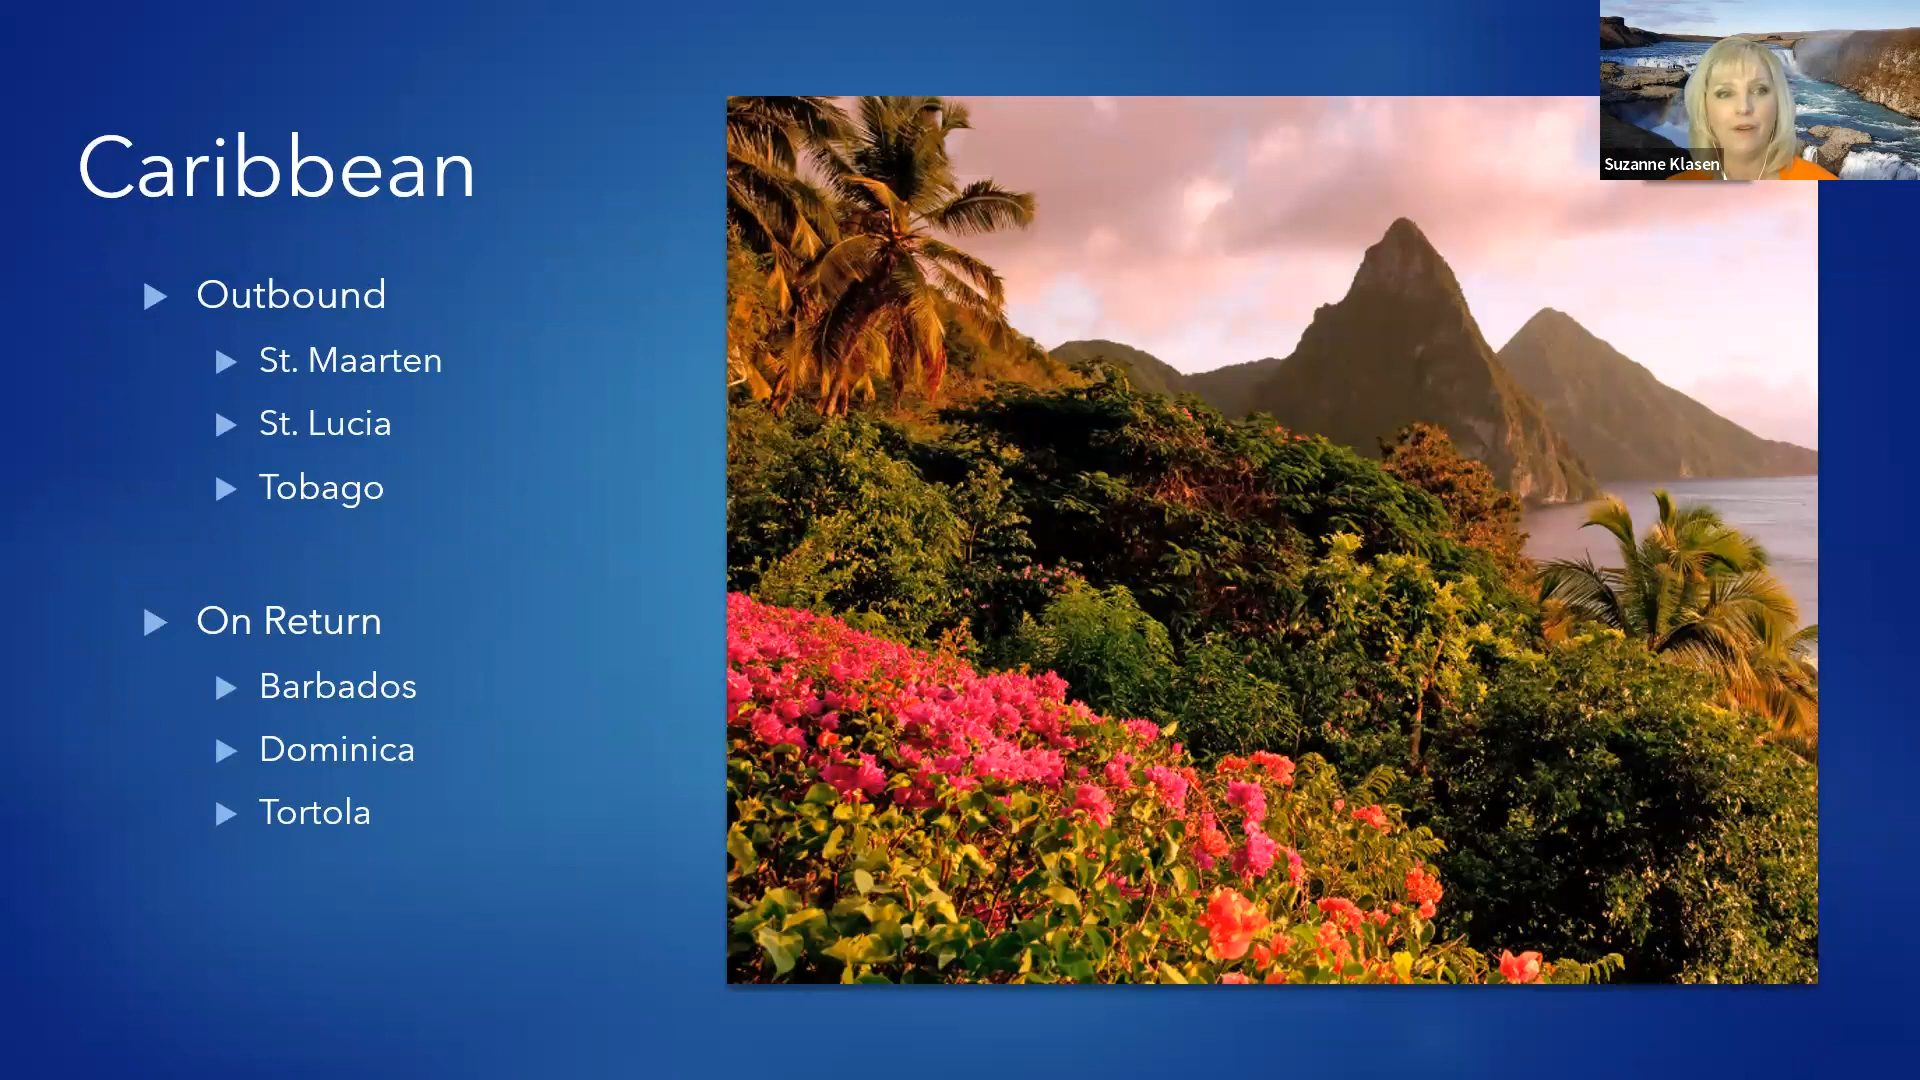 Caribbean
Outbound
St. Maarten
St. Lucia
Tobago
On Return
Barbados
Dominica
Tortola
Suzanne Klasen